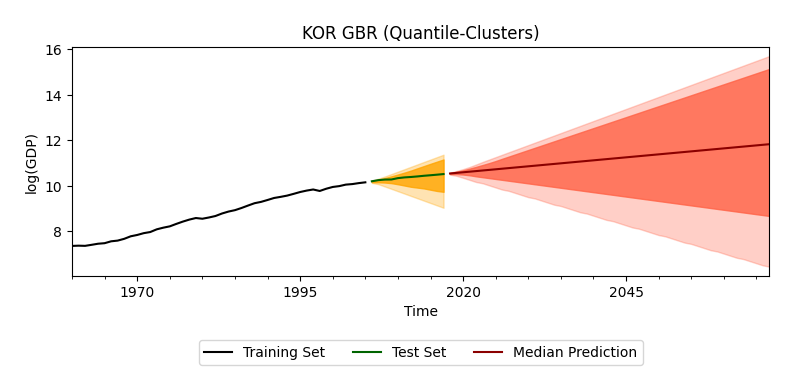 KOR GBR (Quantile-Clusters)
16
14
12
10
8
log(GDP)
1970 1995 2020 2045
Time
Training Set Test Set Median Prediction